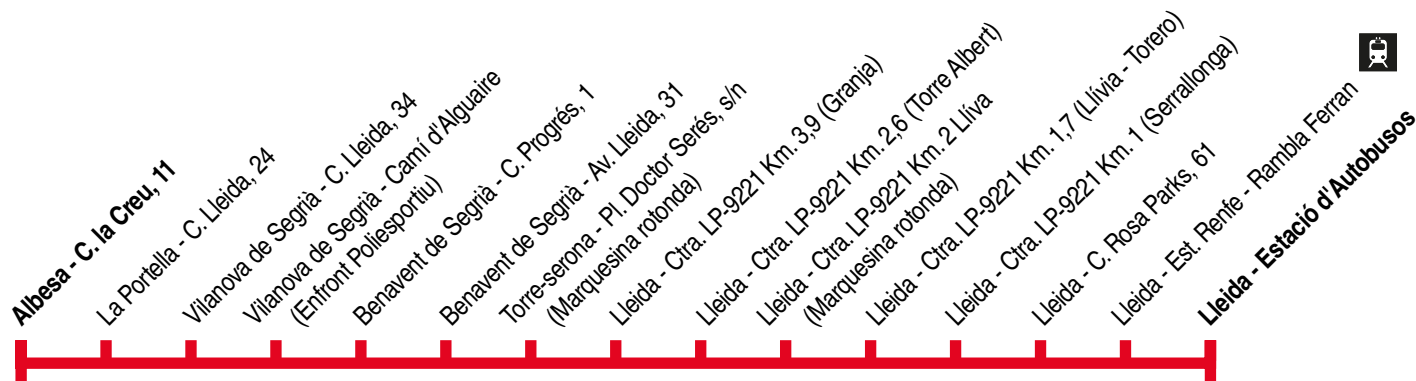 Albesa - C. la Creu, 11
La Portella - C. Lleida, 24
Vilanova de Segrià - C. Lleida, 34
Vilanova de Segrià - Camí d'Alguaire
(Enfront Poliesportiu)
Benavent de Segrià - C. Progrés, 1
Benavent de Segrià - Av. Lleida, 31
Torre-serona - Pl. Doctor Serés, s/n
(Marquesina rotonda)
Lleida - Ctra. LP-9221 Km. 3,9 (Granja)
Lleida - Ctra. LP-9221 Km. 2,6 (Torre Albert)
Lleida - Ctra. LP-9221 Km. 2 Llíva
(Marquesina rotonda)
Lleida - Ctra. LP-9221 Km. 1,7 (Llívia - Torero)
Lleida - Ctra. LP-9221 Km. 1 (Serrallonga)
Lleida - C. Rosa Parks, 61
Lleida - Est. Renfe - Rambla Ferran
Lleida - Estació d'Autobusos